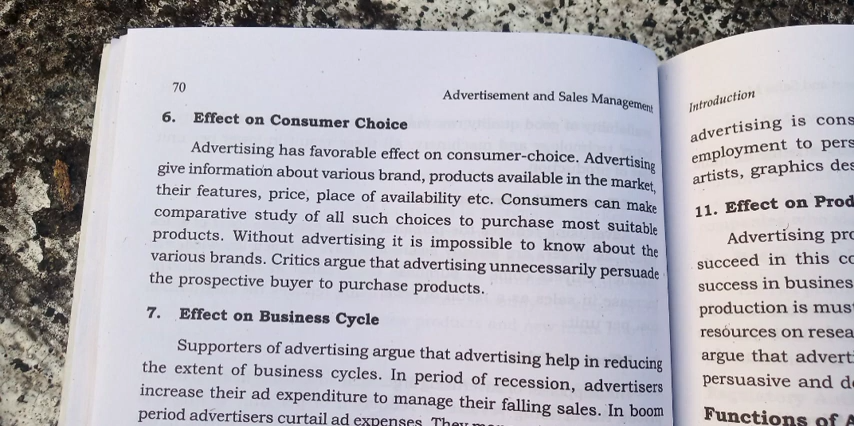 70
Advertisement and Sales Management
6. Effect on Consumer Choice
Advertising has favorable effect on consumer-choice. Advertising
give information about various brand, products available in the market,
their features, price, place of availability etc. Consumers can make
comparative study of all such choices to purchase most suitable
products. Without advertising it is impossible to know about the
various brands. Critics argue that advertising unnecessarily persuade
the prospective buyer to purchase products.
7. Effect on Business Cycle
Supporters of advertising argue that advertising help in reducing
the extent of business cycles. In period of recession, advertisers
increase their ad expenditure to manage their falling sales. In boom
period advertisers curtail ad expenses. They
Introduction
advertising is cons
employment to pers
artists, graphics des
11. Effect on Prod
Advertising pro
succeed in this co
success in busines
production is mus
resources on resea
argue that advert
persuasive and d
Functions of A